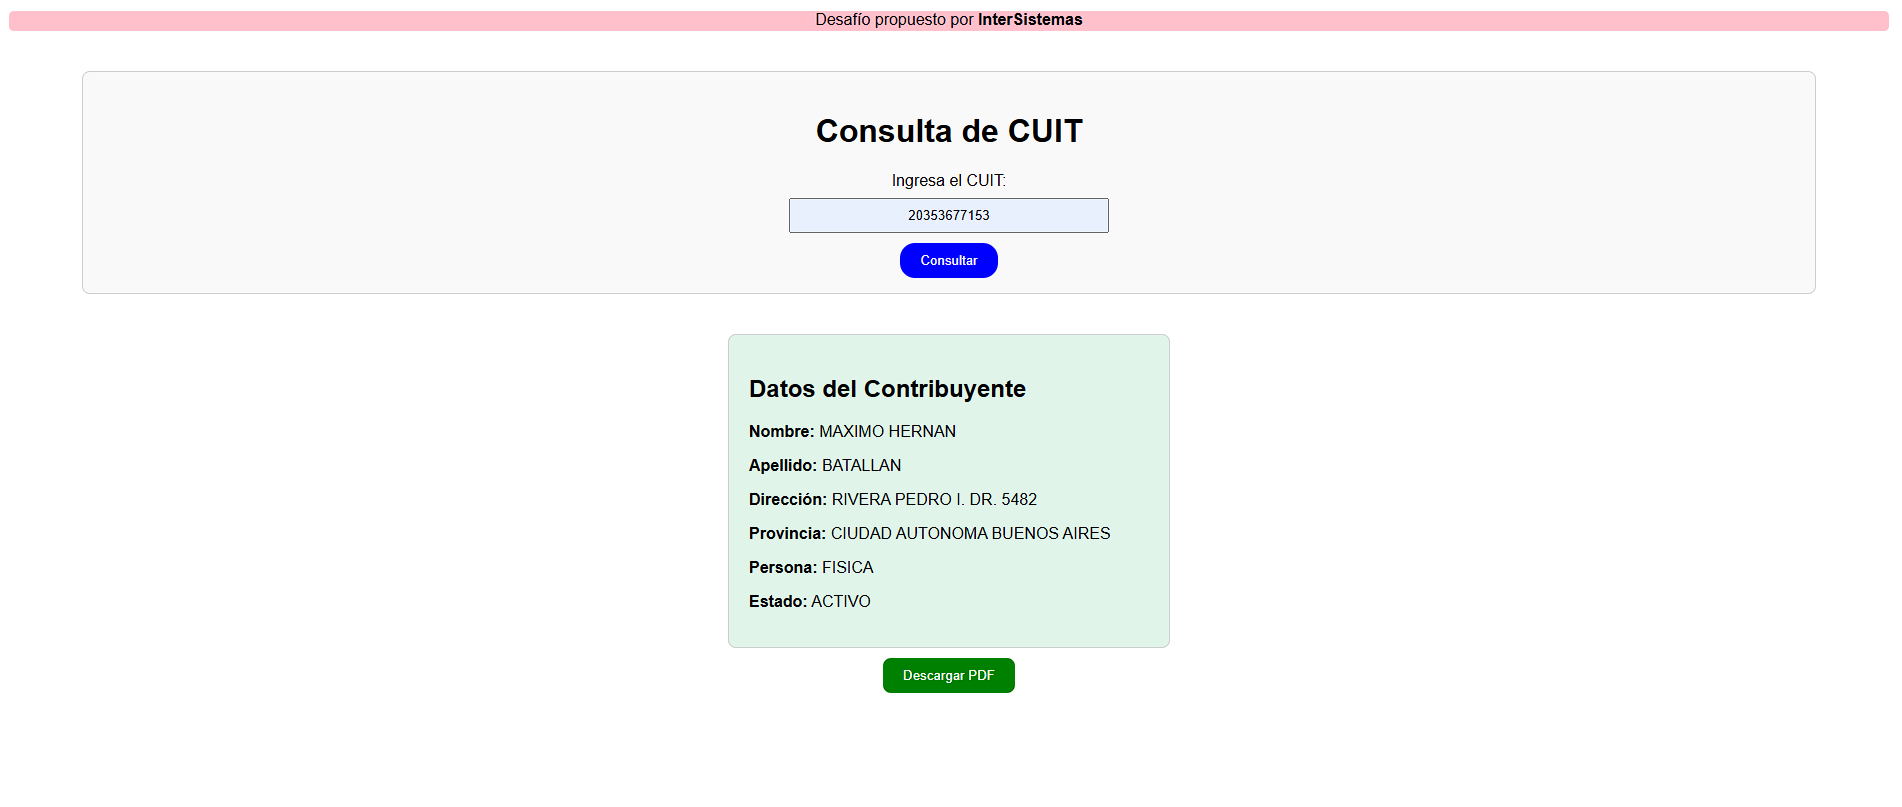 Desafío propuesto por InterSistemas
Consulta de CUIT
Ingresa el CUIT:
20353677153
Consultar
Datos del Contribuyente
Nombre: MAXIMO HERNAN
Apellido: BATALLAN
Dirección: RIVERA PEDRO I. DR. 5482
Provincia: CIUDAD AUTONOMA BUENOS AIRES
Persona: FISICA
Estado: ACTIVO
Descargar PDF